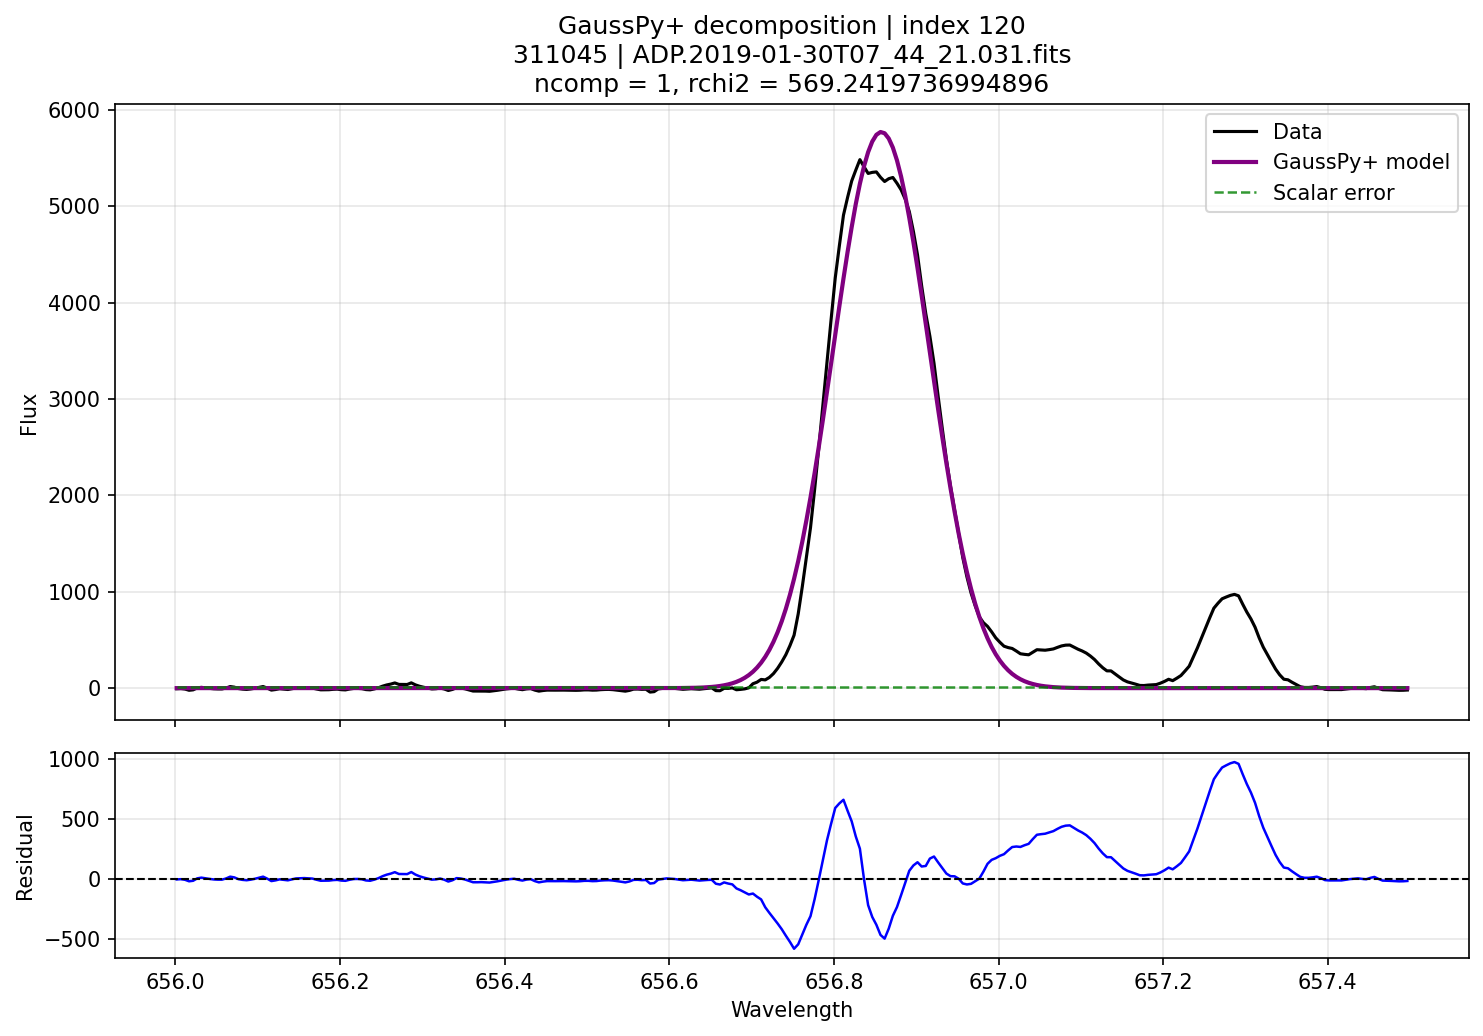 GaussPy+ decomposition | index 120
311045 | ADP.2019-01-30T07_44_21.031.fits
ncomp = 1, rchi2 = 569.2419736994896
6000
5000
4000
3000
2000
1000
0
Flux
Data
GaussPy+ model
Scalar error
1000
500
0
−500
Residual
656.0 656.2 656.4 656.6 656.8 657.0 657.2 657.4
Wavelength